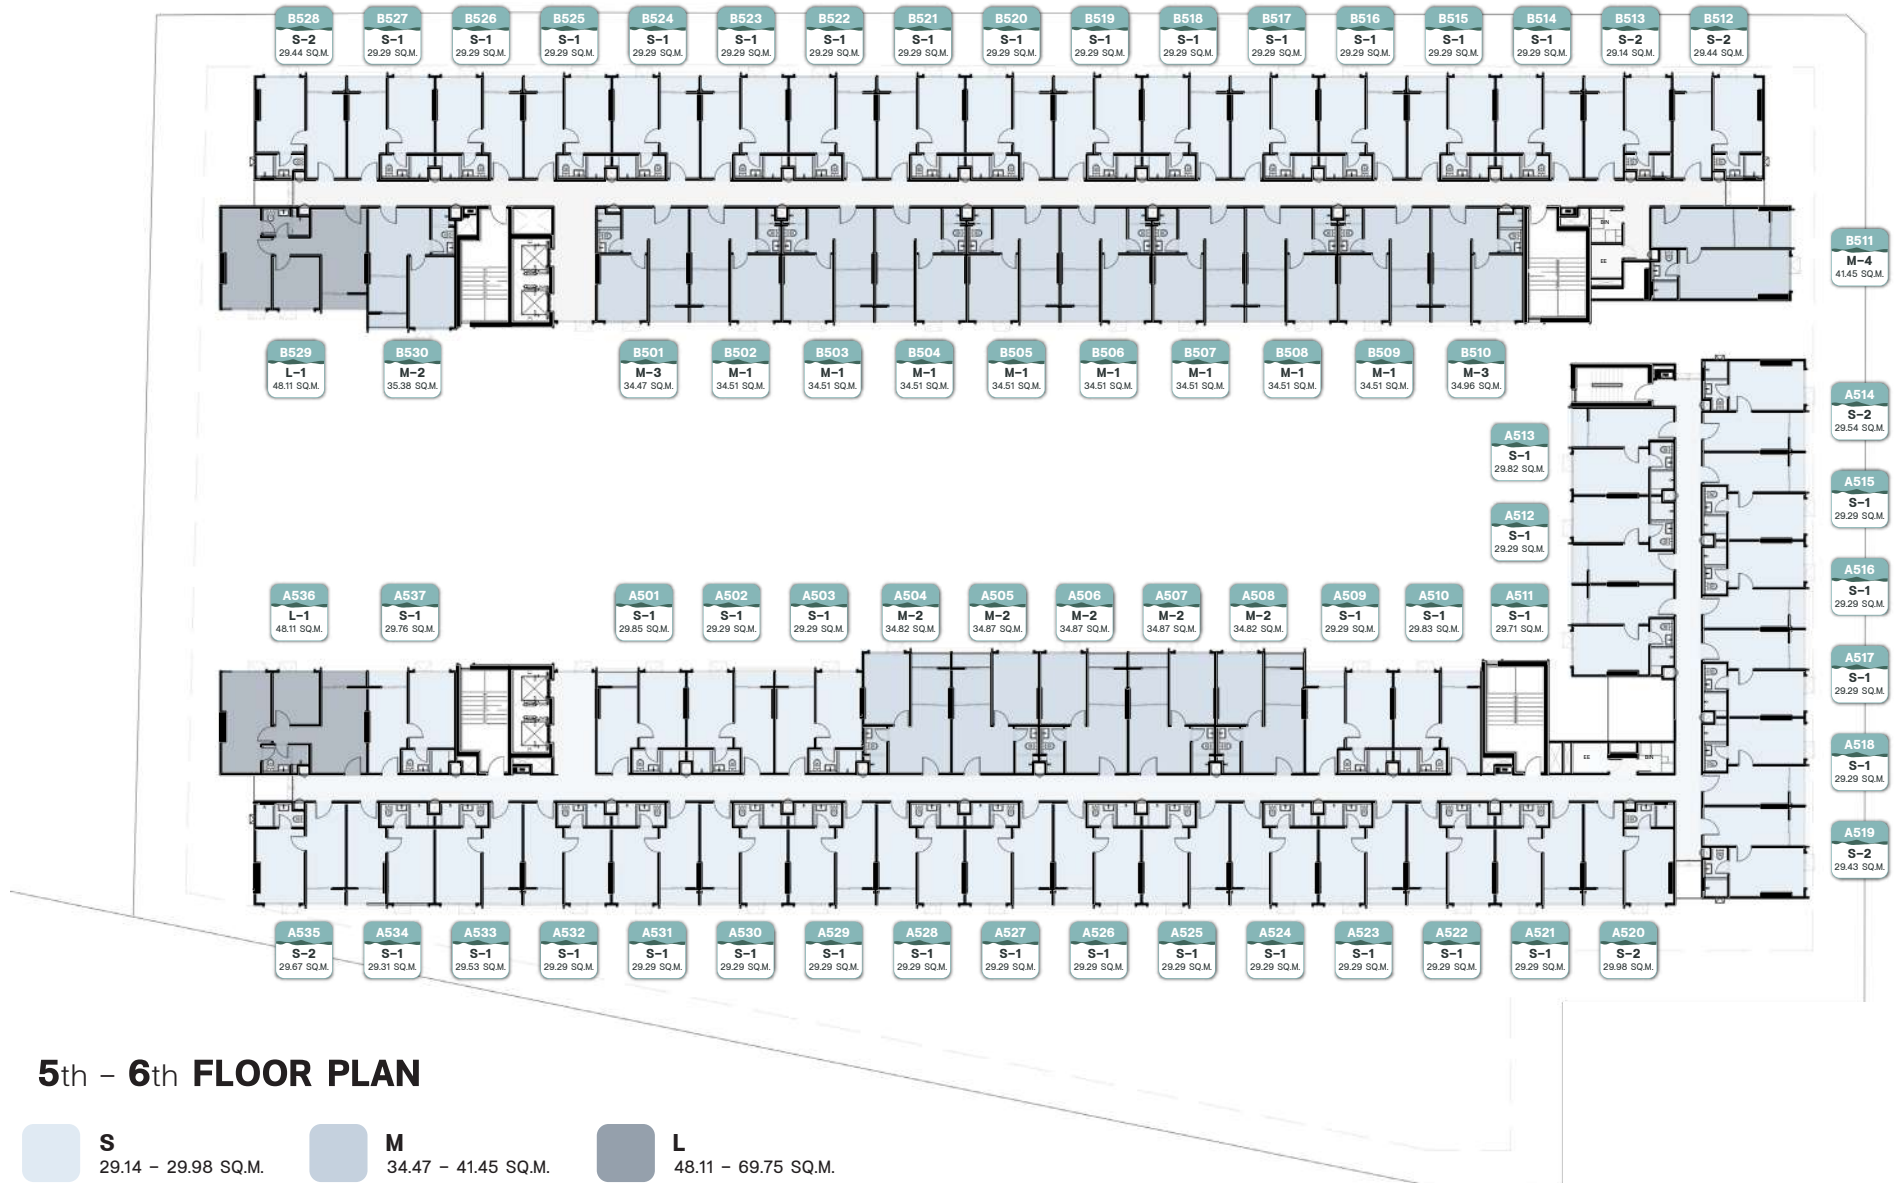 B528
S-2
29.44 SQ.M.
B527
S-1
29.29 SQ.M.
B526
S-1
29.29 SQ.M.
B525
S-1
29.29 SQ.M.
B524
S-1
29.29 SQ.M.
B523
S-1
29.29 SQ.M.
B522
S-1
29.29 SQ.M.
B521
S-1
29.29 SQ.M.
B520
S-1
29.29 SQ.M.
B519
S-1
29.29 SQ.M.
B518
S-1
29.29 SQ.M.
B517
S-1
29.29 SQ.M.
B516
S-1
29.29 SQ.M.
B515
S-1
29.29 SQ.M.
B514
S-1
29.29 SQ.M.
B513
S-2
29.14 SQ.M.
B512
S-2
29.44 SQ.M.
BIN
EE
B511
M-4
41.45 SQ.M.
B529
L-1
48.11 SQ.M.
B530
M-2
35.38 SQ.M.
B501
M-3
34.47 SQ.M.
B502
M-1
34.51 SQ.M.
B503
M-1
34.51 SQ.M.
B504
M-1
34.51 SQ.M.
B505
M-1
34.51 SQ.M.
B506
M-1
34.51 SQ.M.
B507
M-1
34.51 SQ.M.
B508
M-1
34.51 SQ.M.
B509
M-1
34.51 SQ.M.
B510
M-3
34.96 SQ.M.
A514
S-2
29.54 SQ.M.
A513
S-1
29.82 SQ.M.
A515
S-1
29.29 SQ.M.
A512
S-1
29.29 SQ.M.
A516
S-1
29.29 SQ.M.
A536
L-1
48.11 SQ.M.
A537
S-1
29.76 SQ.M.
A501
S-1
29.85 SQ.M.
A502
S-1
29.29 SQ.M.
A503
S-1
29.29 SQ.M.
A504
M-2
34.82 SQ.M.
A505
M-2
34.87 SQ.M.
A506
M-2
34.87 SQ.M.
A507
M-2
34.87 SQ.M.
A508
M-2
34.82 SQ.M.
A509
S-1
29.29 SQ.M.
A510
S-1
29.83 SQ.M.
A511
S-1
29.71 SQ.M.
A517
S-1
29.29 SQ.M.
A518
S-1
29.29 SQ.M.
EE
BIN
A519
S-2
29.43 SQ.M.
A535
S-2
29.67 SQ.M.
A534
S-1
29.31 SQ.M.
A533
S-1
29.53 SQ.M.
A532
S-1
29.29 SQ.M.
A531
S-1
29.29 SQ.M.
A530
S-1
29.29 SQ.M.
A529
S-1
29.29 SQ.M.
A528
S-1
29.29 SQ.M.
A527
S-1
29.29 SQ.M.
A526
S-1
29.29 SQ.M.
A525
S-1
29.29 SQ.M.
A524
S-1
29.29 SQ.M.
A523
S-1
29.29 SQ.M.
A522
S-1
29.29 SQ.M.
A521
S-1
29.29 SQ.M.
A520
S-2
29.98 SQ.M.
5th - 6th FLOOR PLAN
S
29.14 - 29.98 SQ.M.
M
34.47 - 41.45 SQ.M.
L
48.11 - 69.75 SQ.M.